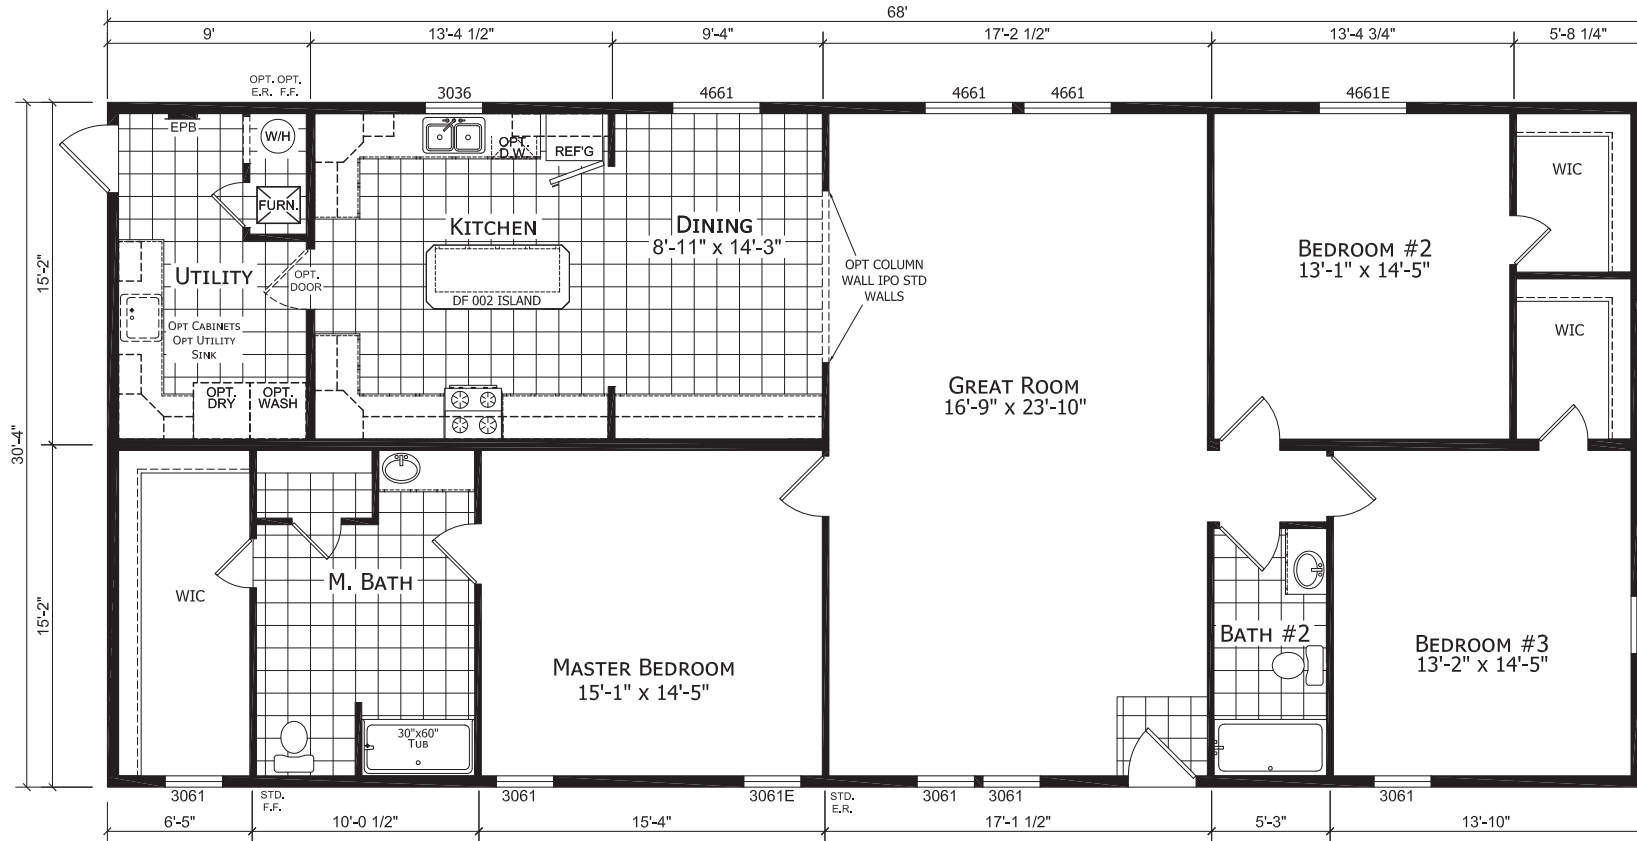 68'
9'
13'-4 1/2"
9'-4"
17'-2 1/2"
13'-4 3/4"
5'-8 1/4"
OPT. OPT.
E.R. F.F.
3036
4661
4661
4661
4661E
EPB
W/H
FURN.
OPT.
D.W.
REF'G
KITCHEN
DINING
8'-11" x 14'-3"
DF 002 ISLAND
UTILITY
OPT.
DOOR
OPT CABINETS
OPT UTILITY
SINK
OPT.
DRY
OPT.
WASH
OPT COLUMN
WALL IPO STD
WALLS
GREAT ROOM
16'-9" x 23'-10"
BEDROOM #2
13'-1" x 14'-5"
WIC
WIC
15'-2"
30'-4"
15'-2"
WIC
M. BATH
30"x60"
TUB
MASTER BEDROOM
15'-1" x 14'-5"
BATH #2
BEDROOM #3
13'-2" x 14'-5"
3061
STD.
F.F.
3061
3061E
STD.
E.R.
3061
3061
3061
6'-5"
10'-0 1/2"
15'-4"
17'-1 1/2"
5'-3"
13'-10"